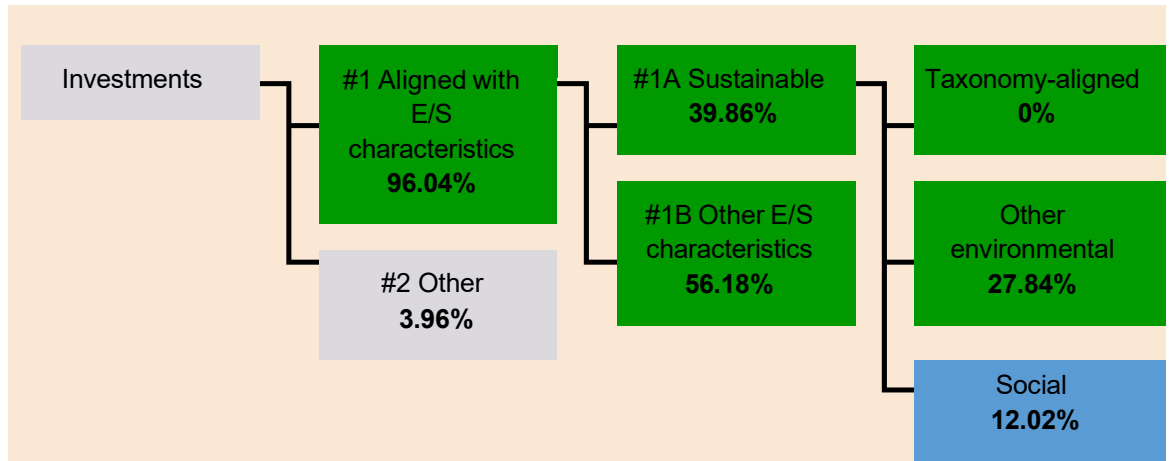 Investments
#1 Aligned with
E/S
characteristics
96.04%
#2 Other
3.96%
#1A Sustainable
39.86%
#1B Other E/S
characteristics
56.18%
Taxonomy-aligned
0%
Other
environmental
27.84%
Social
12.02%